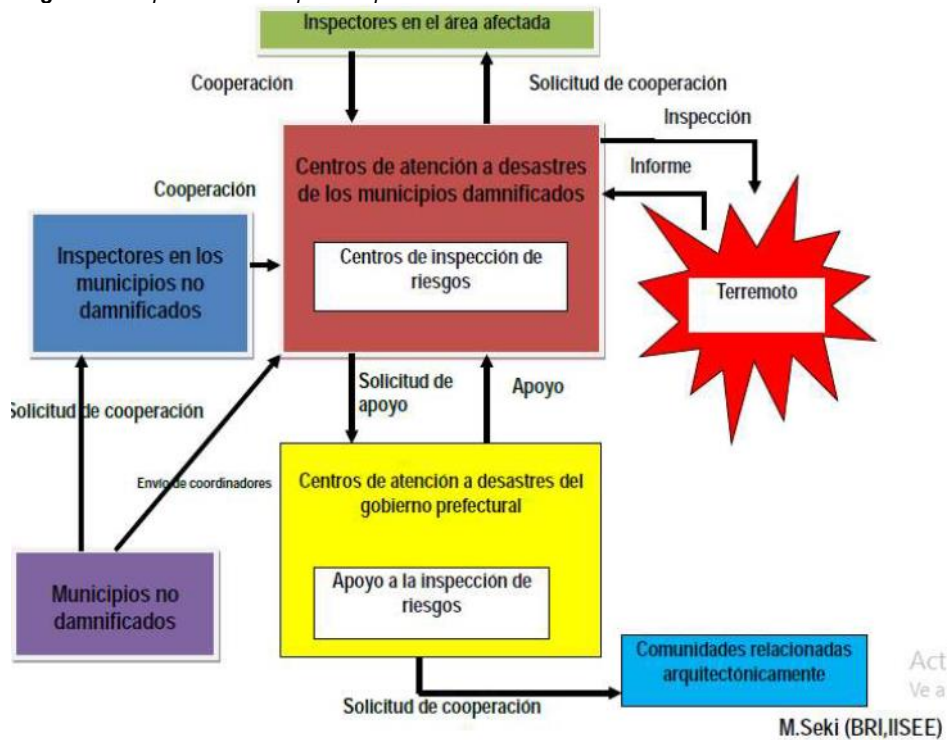 Inspectores en el área afectada
Cooperación
Solicitud de cooperación
Inspección
Centros de atención a desastres
de los municipios damnificados
Informe
Cooperación
Centros de inspección de
riesgos
Inspectores en los
municipios no
damnificados
Terremoto
Solicitud de
apoyo
Apoyo
Solicitud de cooperación
Envío de coordinadores
Centros de atención a desastres del
gobierno prefectural
Apoyo a la inspección de
riesgos
Municipios no
damnificados
Comunidades relacionadas
arquitectónicamente
Solicitud de cooperación
Act
Ve a
M.Seki (BRI,IISEE)